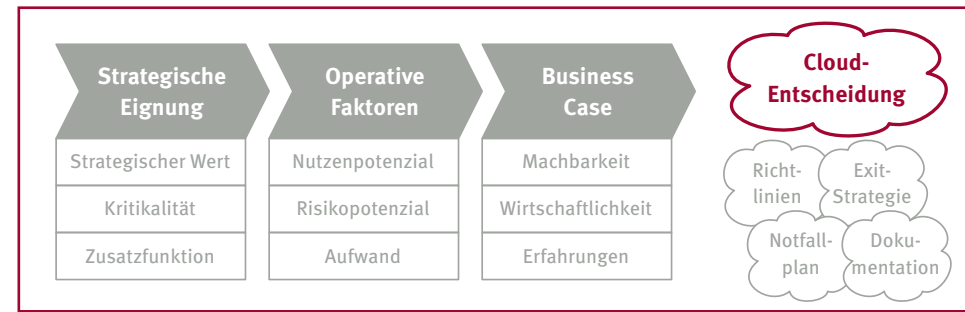 Strategische
Eignung
Operative
Faktoren
Business
Case
Cloud-
Entscheidung
Strategischer Wert
Nutzenpotenzial
Machbarkeit
Kritikalität
Risikopotenzial
Wirtschaftlichkeit
Zusatzfunktion
Aufwand
Erfahrungen
Richt-
linien
Exit-
Strategie
Notfall-
plan
Doku-
mentation